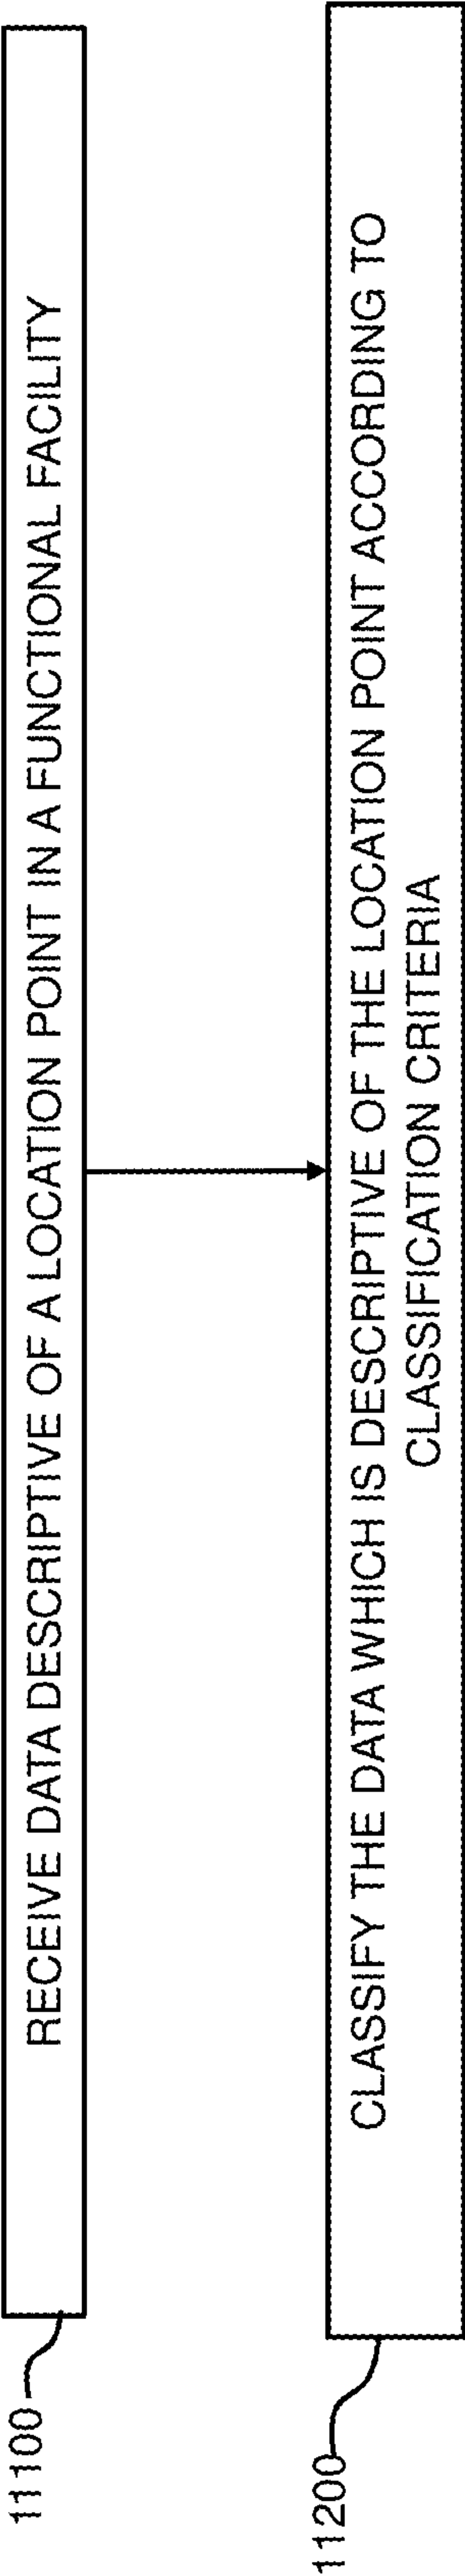 11100
RECEIVE DATA DESCRIPTIVE OF A LOCATION POINT IN A FUNCTIONAL FACILITY
11200
CLASSIFY THE DATA WHICH IS DESCRIPTIVE OF THE LOCATION POINT ACCORDING TO
CLASSIFICATION CRITERIA